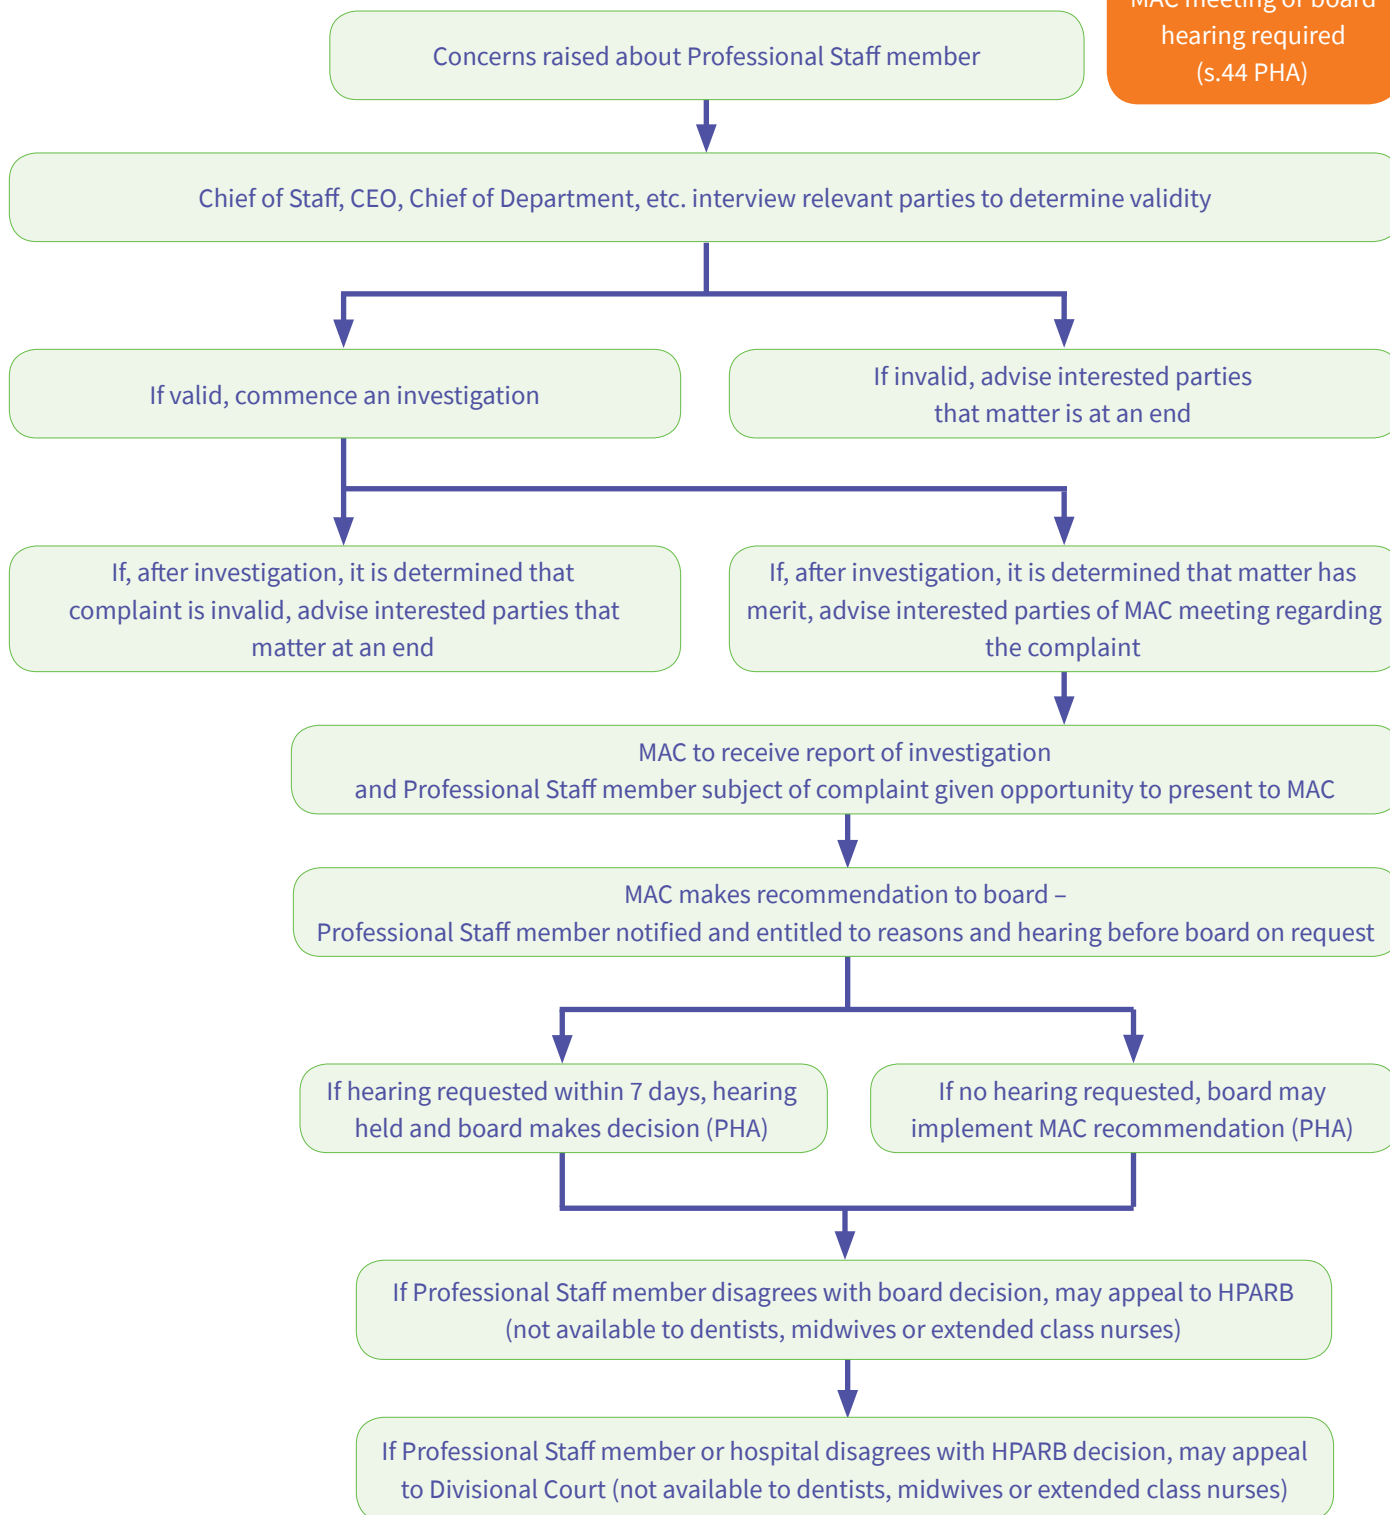 MAC meeting or board
hearing required
(s.44 PHA)
Concerns raised about Professional Staff member
Chief of Staff, CEO, Chief of Department, etc. interview relevant parties to determine validity
If valid, commence an investigation
If invalid, advise interested parties
that matter is at an end
If, after investigation, it is determined that
complaint is invalid, advise interested parties that
matter at an end
If, after investigation, it is determined that matter has
merit, advise interested parties of MAC meeting regarding
the complaint
MAC to receive report of investigation
and Professional Staff member subject of complaint given opportunity to present to MAC
MAC makes recommendation to board –
Professional Staff member notified and entitled to reasons and hearing before board on request
If hearing requested within 7 days, hearing
held and board makes decision (PHA)
If no hearing requested, board may
implement MAC recommendation (PHA)
If Professional Staff member disagrees with board decision, may appeal to HPARB
(not available to dentists, midwives or extended class nurses)
If Professional Staff member or hospital disagrees with HPARB decision, may appeal
to Divisional Court (not available to dentists, midwives or extended class nurses)